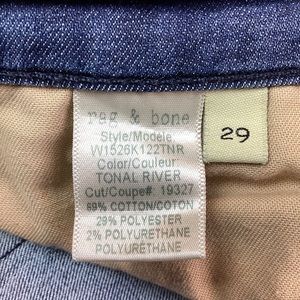 rag & bone
Style/Modele:
W1526K122TNR
Color/Couleur:
TONAL RIVER
Cut/Coupe#: 19327
69% COTTON/COTON
29% POLYESTER
2% POLYURETHANE
POLYURÉTHANE
29